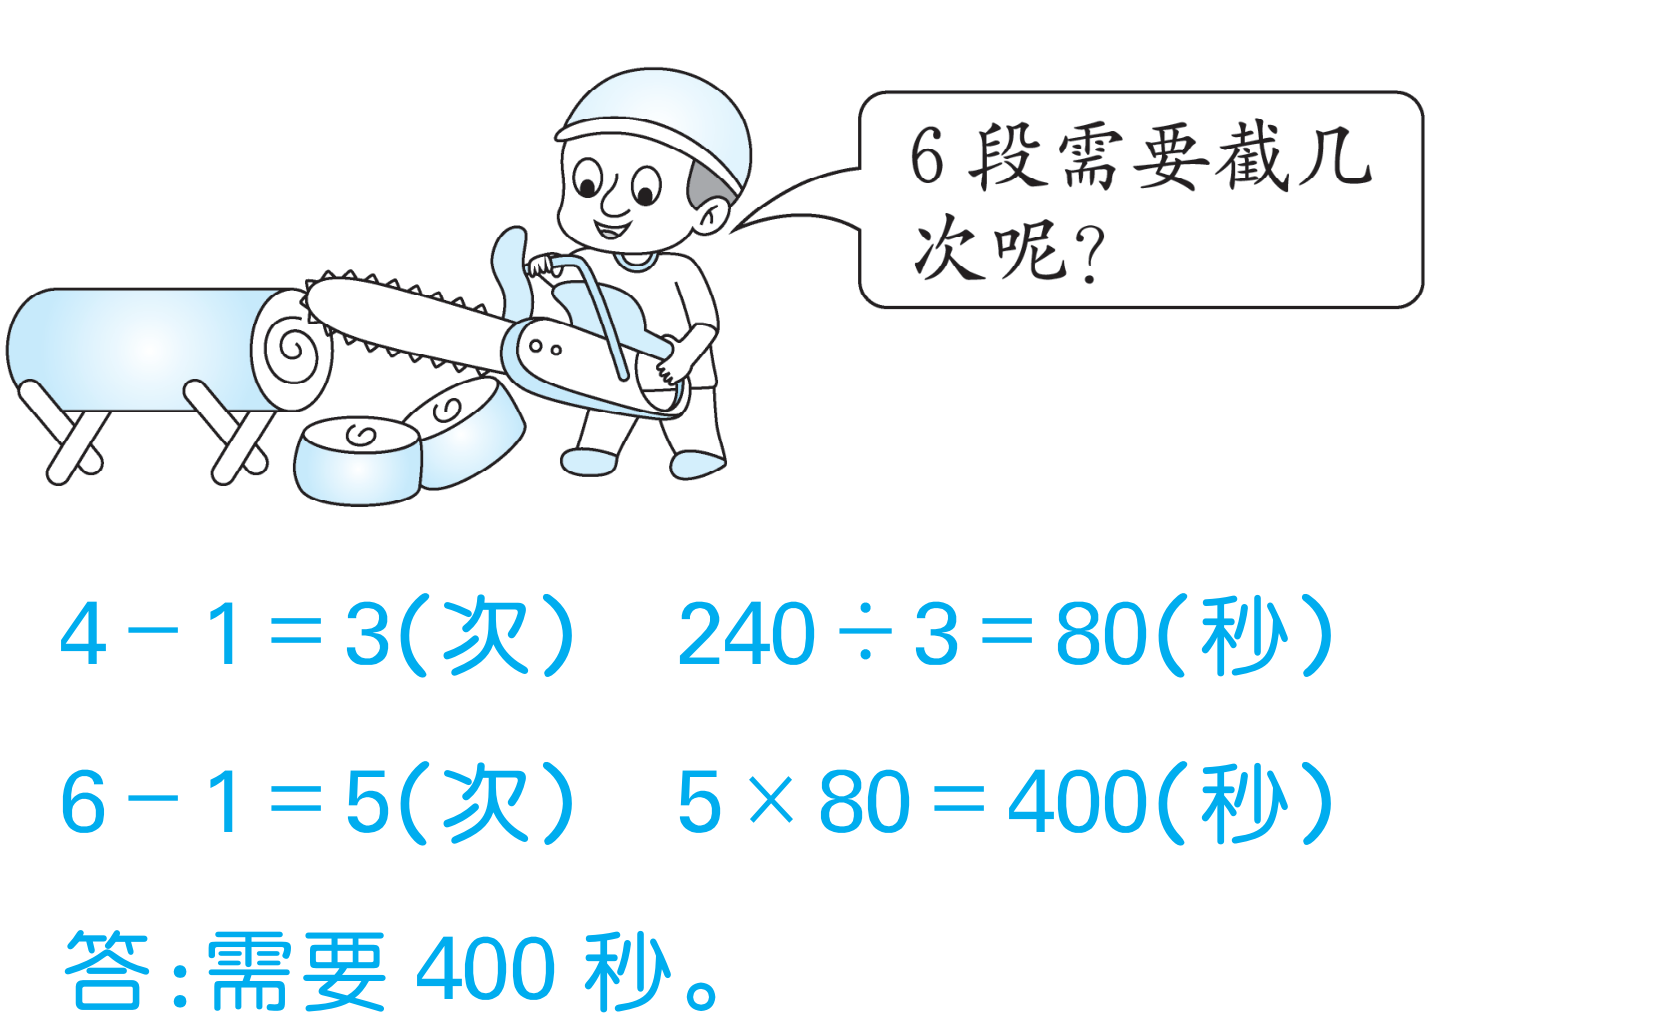 6段需要截几
次呢?
4-1=3(次) 240÷3=80(秒)
6-1=5(次) 5×80=400(秒)
答:需要 400 秒。